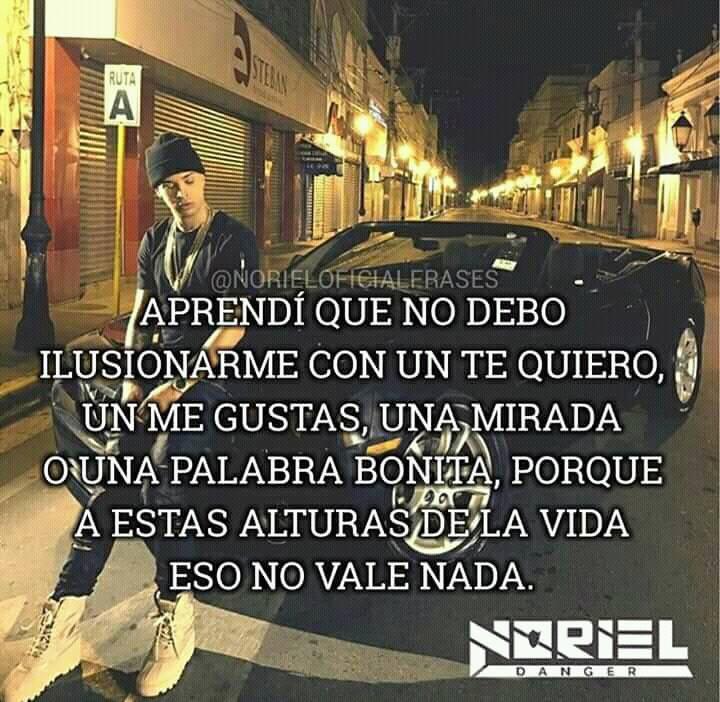 RUTA
A
eSTEBAN
@NORIELOFICIALFRASES
APRENDÍ QUE NO DEBO
ILUSIONARME CON UN TE QUIERO,
UN ME GUSTAS, UNA MIRADA
O UNA PALABRA BONITA, PORQUE
A ESTAS ALTURAS DE LA VIDA
ESO NO VALE NADA.
NORIEL
DANGER